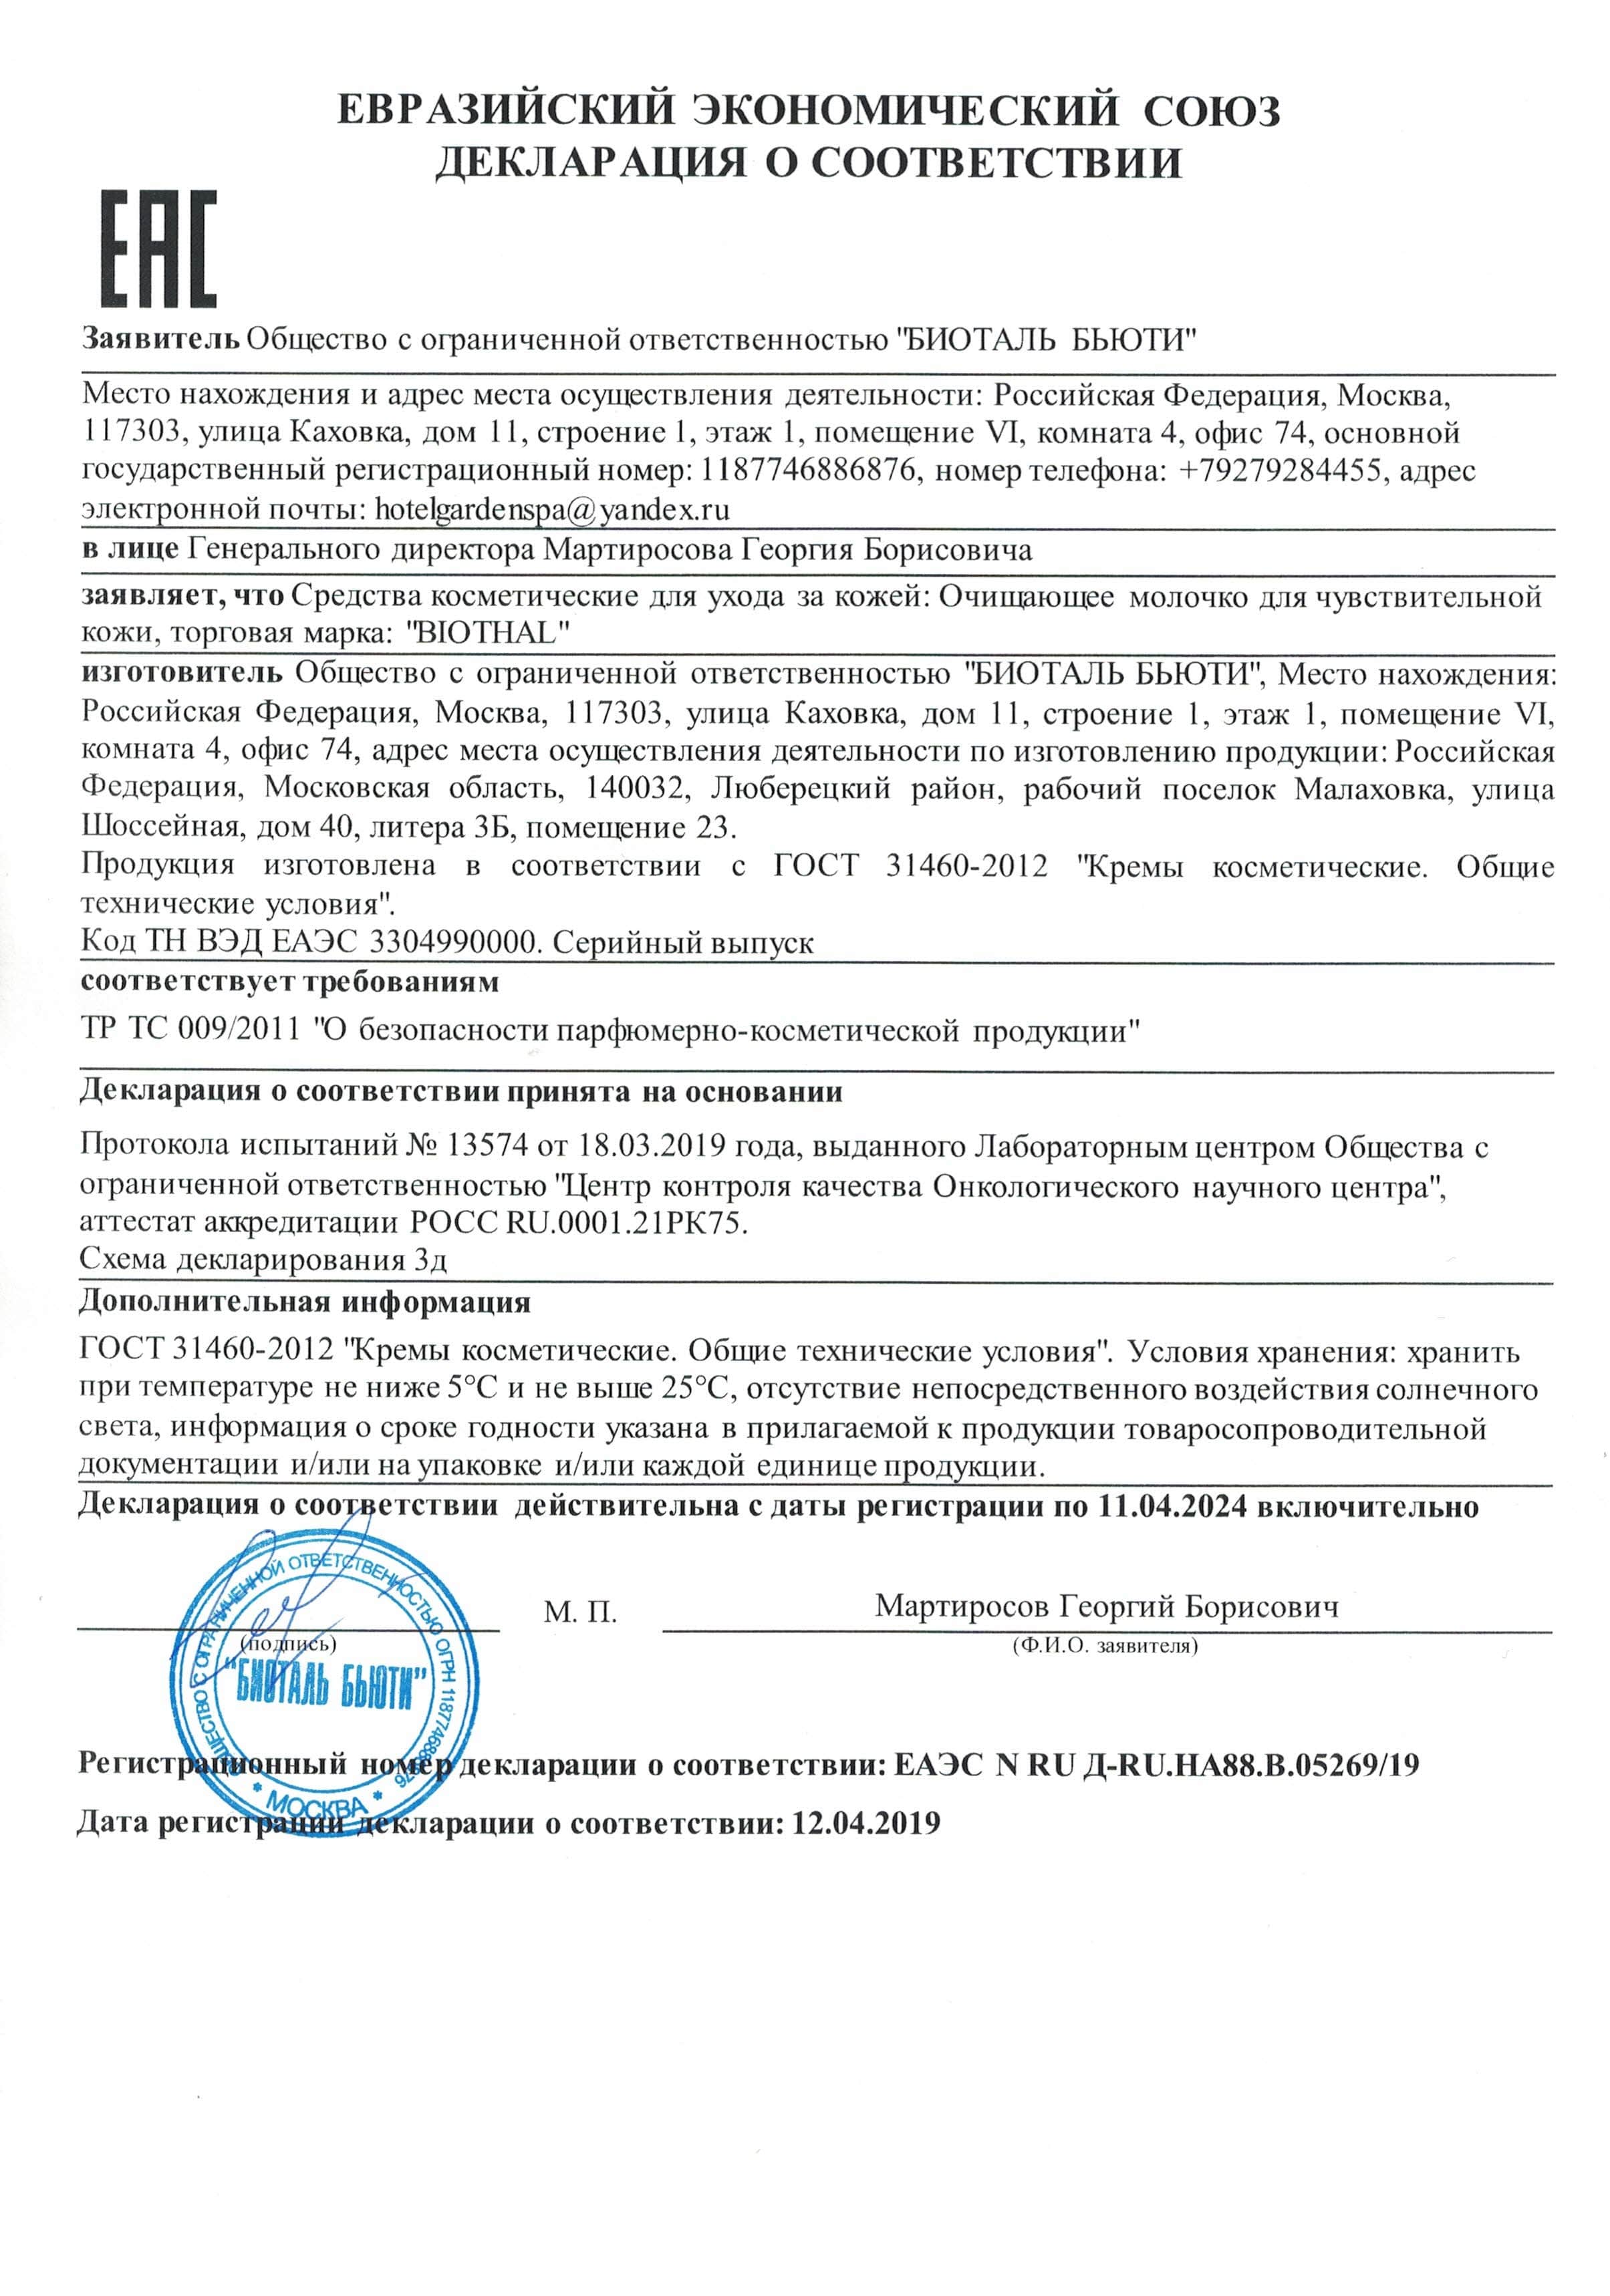 ЕВРАЗИЙСКИЙ ЭКОНОМИЧЕСКИЙ СОЮЗ
ДЕКЛАРАЦИЯ О СООТВЕТСТВИИ
ЕАС
Заявитель Общество с ограниченной ответственностью "БИОТАЛЬ БЬЮТИ"
Место нахождения и адрес места осуществления деятельности: Российская Федерация, Москва,
117303, улица Каховка, дом 11, строение 1, этаж 1, помещение VI, комната 4, офис 74, основной
государственный регистрационный номер: 1187746886876, номер телефона: +79279284455, адрес
электронной почты: hotelgardenspa@yandex.ru
в лице Генерального директора Мартиросова Георгия Борисовича
заявляет, что Средства косметические для ухода за кожей: Очищающее молочко для чувствительной
кожи, торговая марка: "BIOTHAL"
изготовитель Общество с ограниченной ответственностью "БИОТАЛЬ БЬЮТИ", Место нахождения:
Российская Федерация, Москва, 117303, улица Каховка, дом 11, строение 1, этаж 1, помещение VI,
комната 4, офис 74, адрес места осуществления деятельности по изготовлению продукции: Российская
Федерация, Московская область, 140032, Люберецкий район, рабочий поселок Малаховка, улица
Шоссейная, дом 40, литера 3Б, помещение 23.
Продукция изготовлена в соответствии с ГОСТ 31460-2012 "Кремы косметические. Общие
технические условия".
Код ТН ВЭД ЕАЭС 3304990000. Серийный выпуск
соответствует требованиям
ТР ТС 009/2011 "О безопасности парфюмерно-косметической продукции"
Декларация о соответствии принята на основании
Протокола испытаний № 13574 от 18.03.2019 года, выданного Лабораторным центром Общества с
ограниченной ответственностью "Центр контроля качества Онкологического научного центра",
аттестат аккредитации РОСС RU.0001.21РК75.
Схема декларирования 3д
Дополнительная информация
ГОСТ 31460-2012 "Кремы косметические. Общие технические условия". Условия хранения: хранить
при температуре не ниже 5°С и не выше 25°С, отсутствие непосредственного воздействия солнечного
света, информация о сроке годности указана в прилагаемой к продукции товаросопроводительной
документации и/или на упаковке и/или каждой единице продукции.
Декларация о соответствии действительна с даты регистрации по 11.04.2024 включительно
М. П.
Мартиросов Георгий Борисович
(подпись)
(Ф.И.О. заявителя)
ОБЩЕСТВО С ОГРАНИЧЕННОЙ ОТВЕТСТВЕННОСТЬЮ ОГРН 1187746886876
"БИОТАЛЬ БЬЮТИ"
* МОСКВА *
Регистрационный номер декларации о соответствии: ЕАЭС N RU Д-RU.НА88.В.05269/19
Дата регистрации декларации о соответствии: 12.04.2019